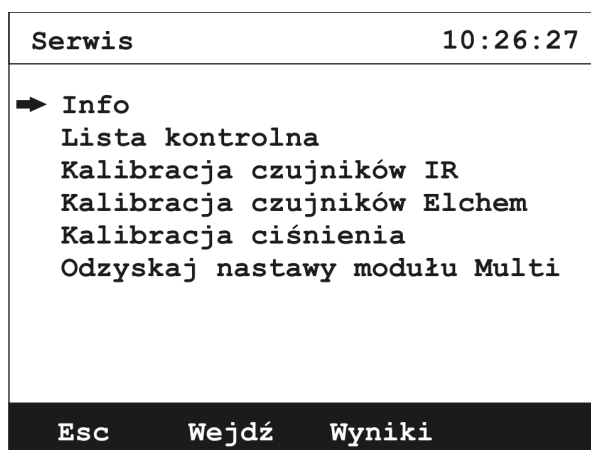 Serwis 10:26:27
Info
Lista kontrolna
Kalibracja czujników IR
Kalibracja czujników Elchem
Kalibracja ciśnienia
Odzyskaj nastawy modułu Multi
Esc Wejdź Wyniki